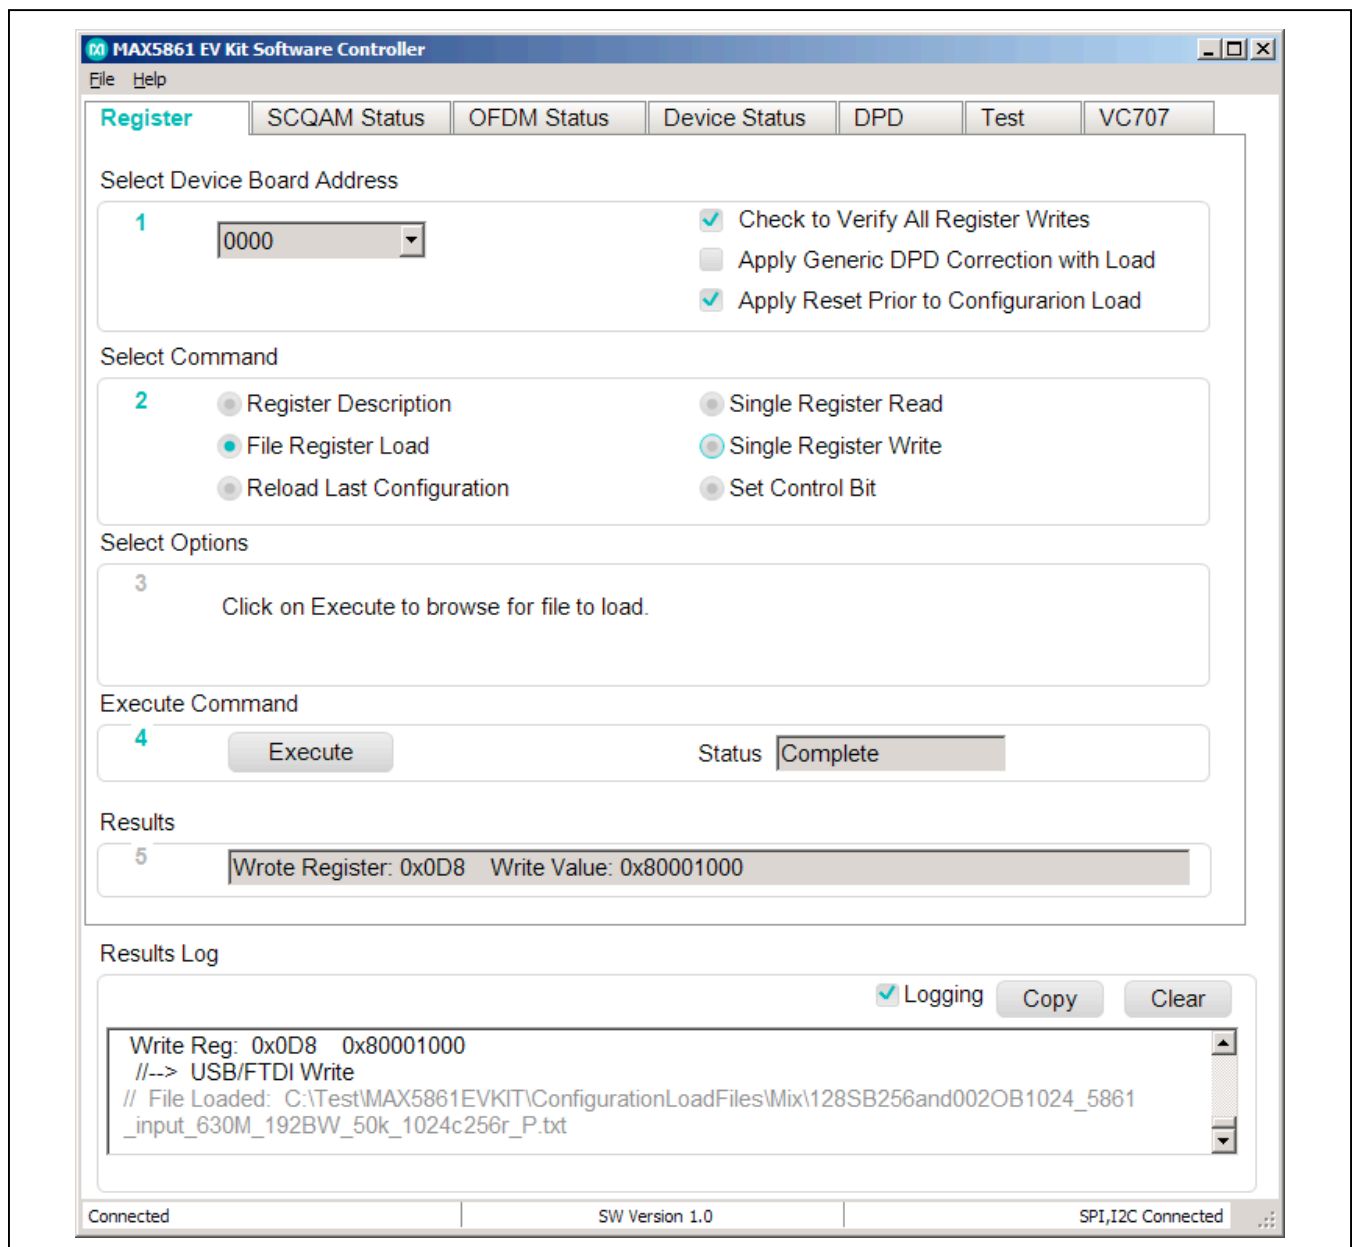 MAX5861 EV Kit Software Controller
File Help
Register SCQAM Status OFDM Status Device Status DPD Test VC707
Select Device Board Address
1
0000
Check to Verify All Register Writes
Apply Generic DPD Correction with Load
Apply Reset Prior to Configurarion Load
Select Command
2
Register Description Single Register Read
File Register Load Single Register Write
Reload Last Configuration Set Control Bit
Select Options
3
Click on Execute to browse for file to load.
Execute Command
4
Execute Status Complete
Results
5
Wrote Register: 0x0D8 Write Value: 0x80001000
Results Log
Logging Copy Clear
Write Reg: 0x0D8 0x80001000
//--> USB/FTDI Write
// File Loaded: C:\Test\MAX5861EVKIT\ConfigurationLoadFiles\Mix\128SB256and002OB1024_5861
_input_630M_192BW_50k_1024c256r_P.txt
Connected SW Version 1.0 SPI,I2C Connected